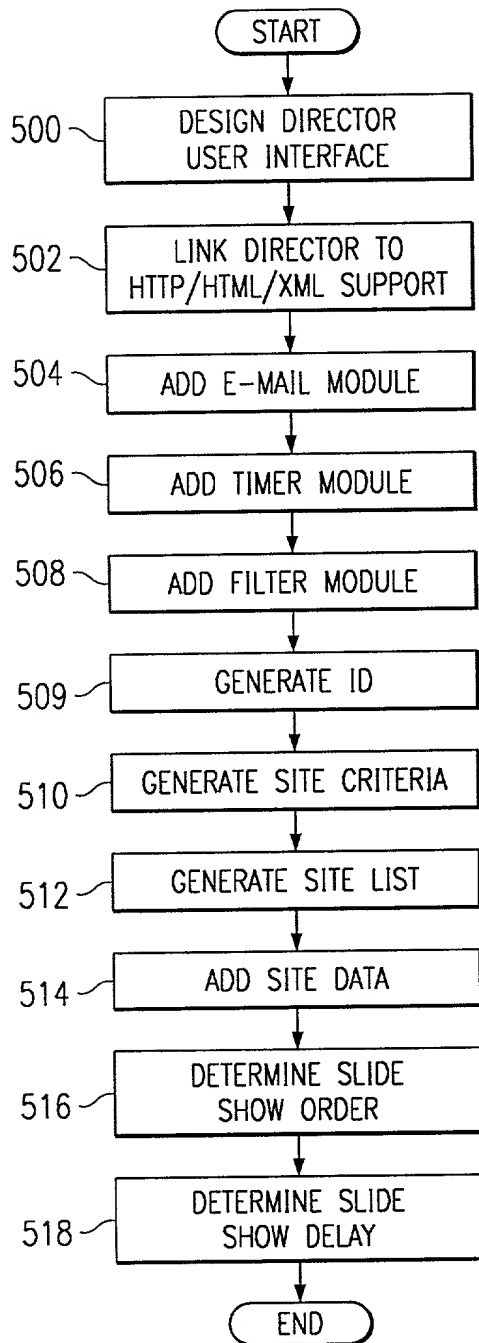 START
500
DESIGN DIRECTOR
USER INTERFACE
502
LINK DIRECTOR TO
HTTP/HTML/XML SUPPORT
504
ADD E-MAIL MODULE
506
ADD TIMER MODULE
508
ADD FILTER MODULE
509
GENERATE ID
510
GENERATE SITE CRITERIA
512
GENERATE SITE LIST
514
ADD SITE DATA
516
DETERMINE SLIDE
SHOW ORDER
518
DETERMINE SLIDE
SHOW DELAY
END